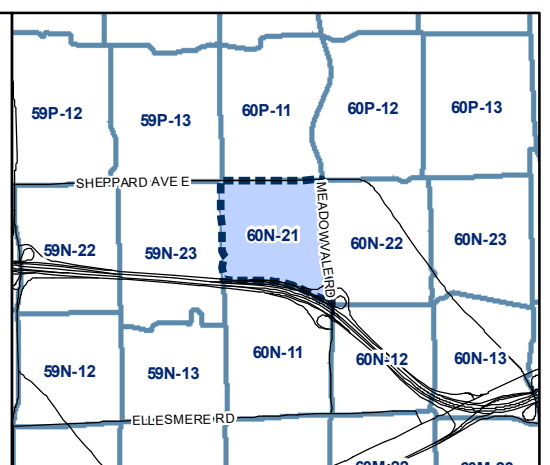 59P-12
59P-13
60P-11
60P-12
60P-13
SHEPPARD AVE E
MEADOWVALE RD
59N-22
59N-23
60N-21
60N-22
60N-23
59N-12
59N-13
60N-11
60N-12
60N-13
ELLESMERE RD